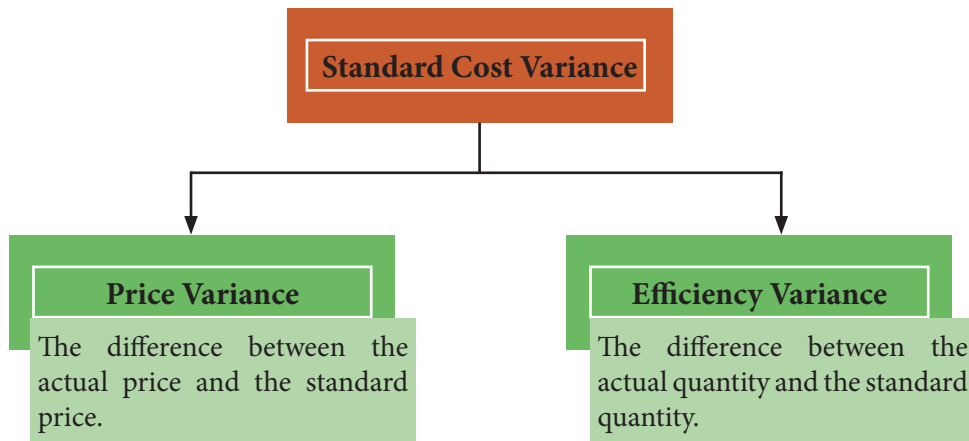 Standard Cost Variance
Price Variance
The difference between the
actual price and the standard
price.
Efficiency Variance
The difference between the
actual quantity and the standard
quantity.